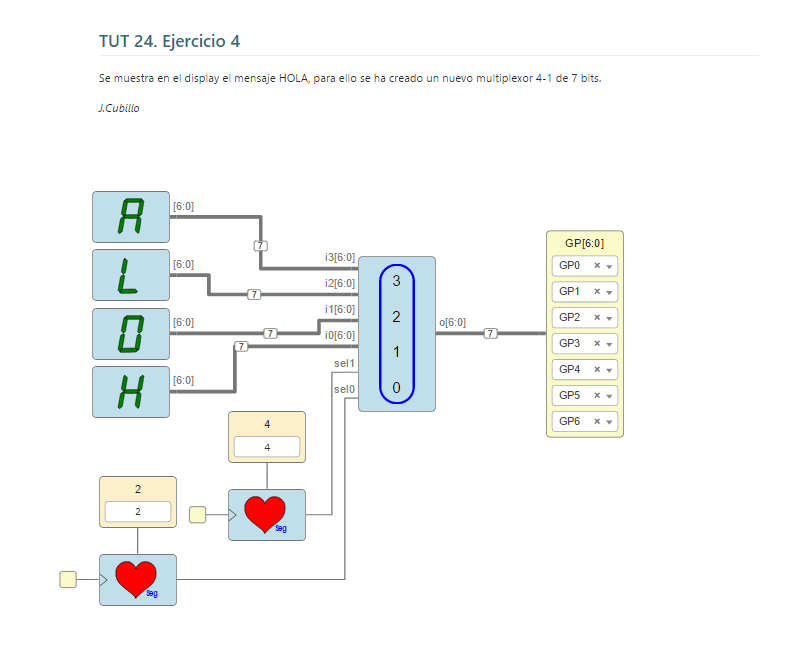 TUT 24. Ejercicio 4
Se muestra en el display el mensaje HOLA, para ello se ha creado un nuevo multiplexor 4-1 de 7 bits.
J.Cubillo
A
[6:0]
7
L
[6:0]
7
O
[6:0]
7
H
[6:0]
7
i3[6:0]
i2[6:0]
i1[6:0]
i0[6:0]
sel1
sel0
3
2
1
0
o[6:0]
7
GP[6:0]
GP0
GP1
GP2
GP3
GP4
GP5
GP6
4
4
Seg
2
2
Seg